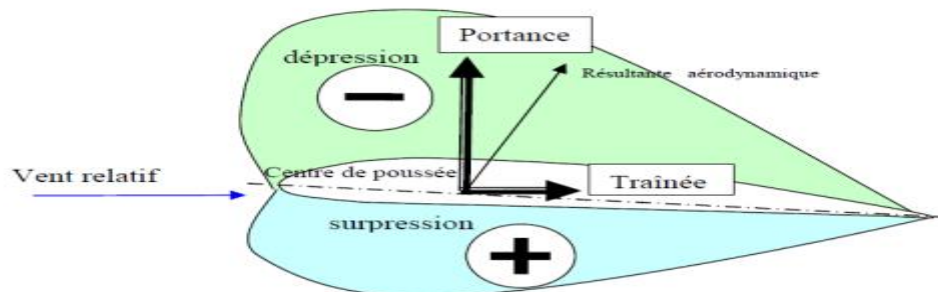 Portance
dépression
−
Résultante aérodynamique
Vent relatif
Centre de poussée
Traînée
surpression
+